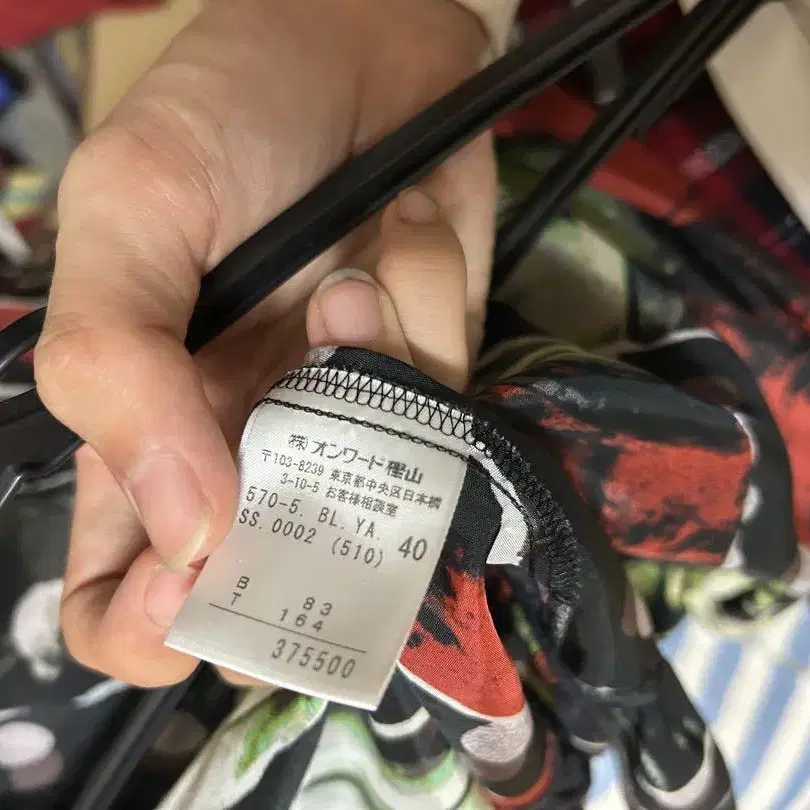 ㈱オンワード樫山
〒103-8239 東京都中央区日本橋
3-10-5 お客様相談室
570-5. BL. YA. 40
SS. 0002 (510)
B 83
T 164
375500